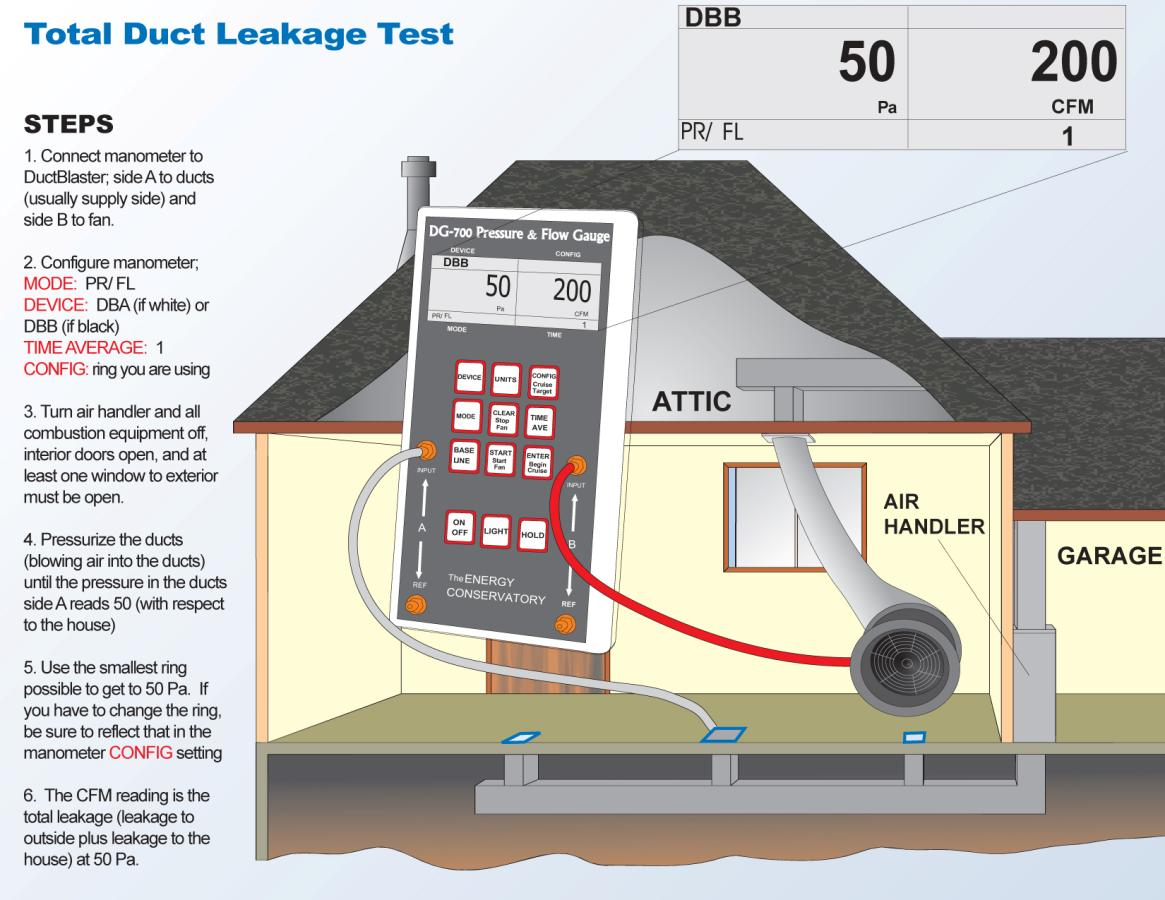 Total Duct Leakage Test
DBB
50 200
Pa CFM
PR/ FL 1
STEPS
1. Connect manometer to
DuctBlaster; side A to ducts
(usually supply side) and
side B to fan.
2. Configure manometer;
MODE: PR/ FL
DEVICE: DBA (if white) or
DBB (if black)
TIME AVERAGE: 1
CONFIG: ring you are using
3. Turn air handler and all
combustion equipment off,
interior doors open, and at
least one window to exterior
must be open.
4. Pressurize the ducts
(blowing air into the ducts)
until the pressure in the ducts
side A reads 50 (with respect
to the house)
5. Use the smallest ring
possible to get to 50 Pa. If
you have to change the ring,
be sure to reflect that in the
manometer CONFIG setting
6. The CFM reading is the
total leakage (leakage to
outside plus leakage to the
house) at 50 Pa.
DG-700 Pressure & Flow Gauge
DEVICE CONFIG
DBB
50 200
Pa CFM
PR/ FL 1
MODE TIME
DEVICE
UNITS
CONFIG
Cruise
Target
MODE
CLEAR
Stop
Fan
TIME
AVE
BASE
LINE
START
Start
Fan
ENTER
Begin
Cruise
INPUT
INPUT
ON
OFF
LIGHT
HOLD
A
B
REF
REF
The ENERGY
CONSERVATORY
ATTIC
AIR
HANDLER
GARAGE